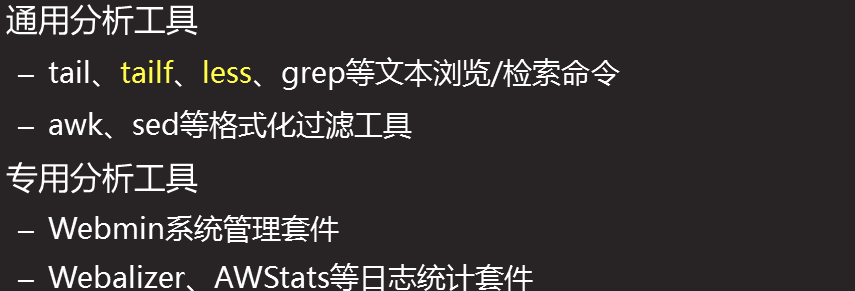 通用分析工具
– tail、tailf、less、grep等文本浏览/检索命令
– awk、sed等格式化过滤工具
专用分析工具
– Webmin系统管理套件
– Webalizer、AWStats等日志统计套件